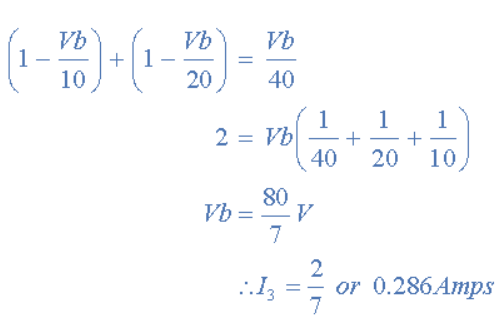 (1 − Vb/10) + (1 − Vb/20) = Vb/40
2 = Vb(1/40 + 1/20 + 1/10)
Vb = 80/7 V
∴I₃ = 2/7 or 0.286Amps